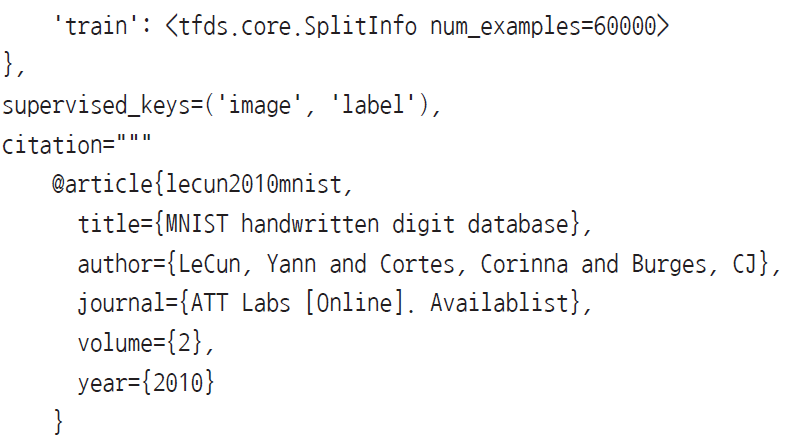 'train': <tfds.core.SplitInfo num_examples=60000>
},
supervised_keys=('image', 'label'),
citation="""
@article{lecun2010mnist,
title={MNIST handwritten digit database},
author={LeCun, Yann and Cortes, Corinna and Burges, CJ},
journal={ATT Labs [Online]. Availablist},
volume={2},
year={2010}
}